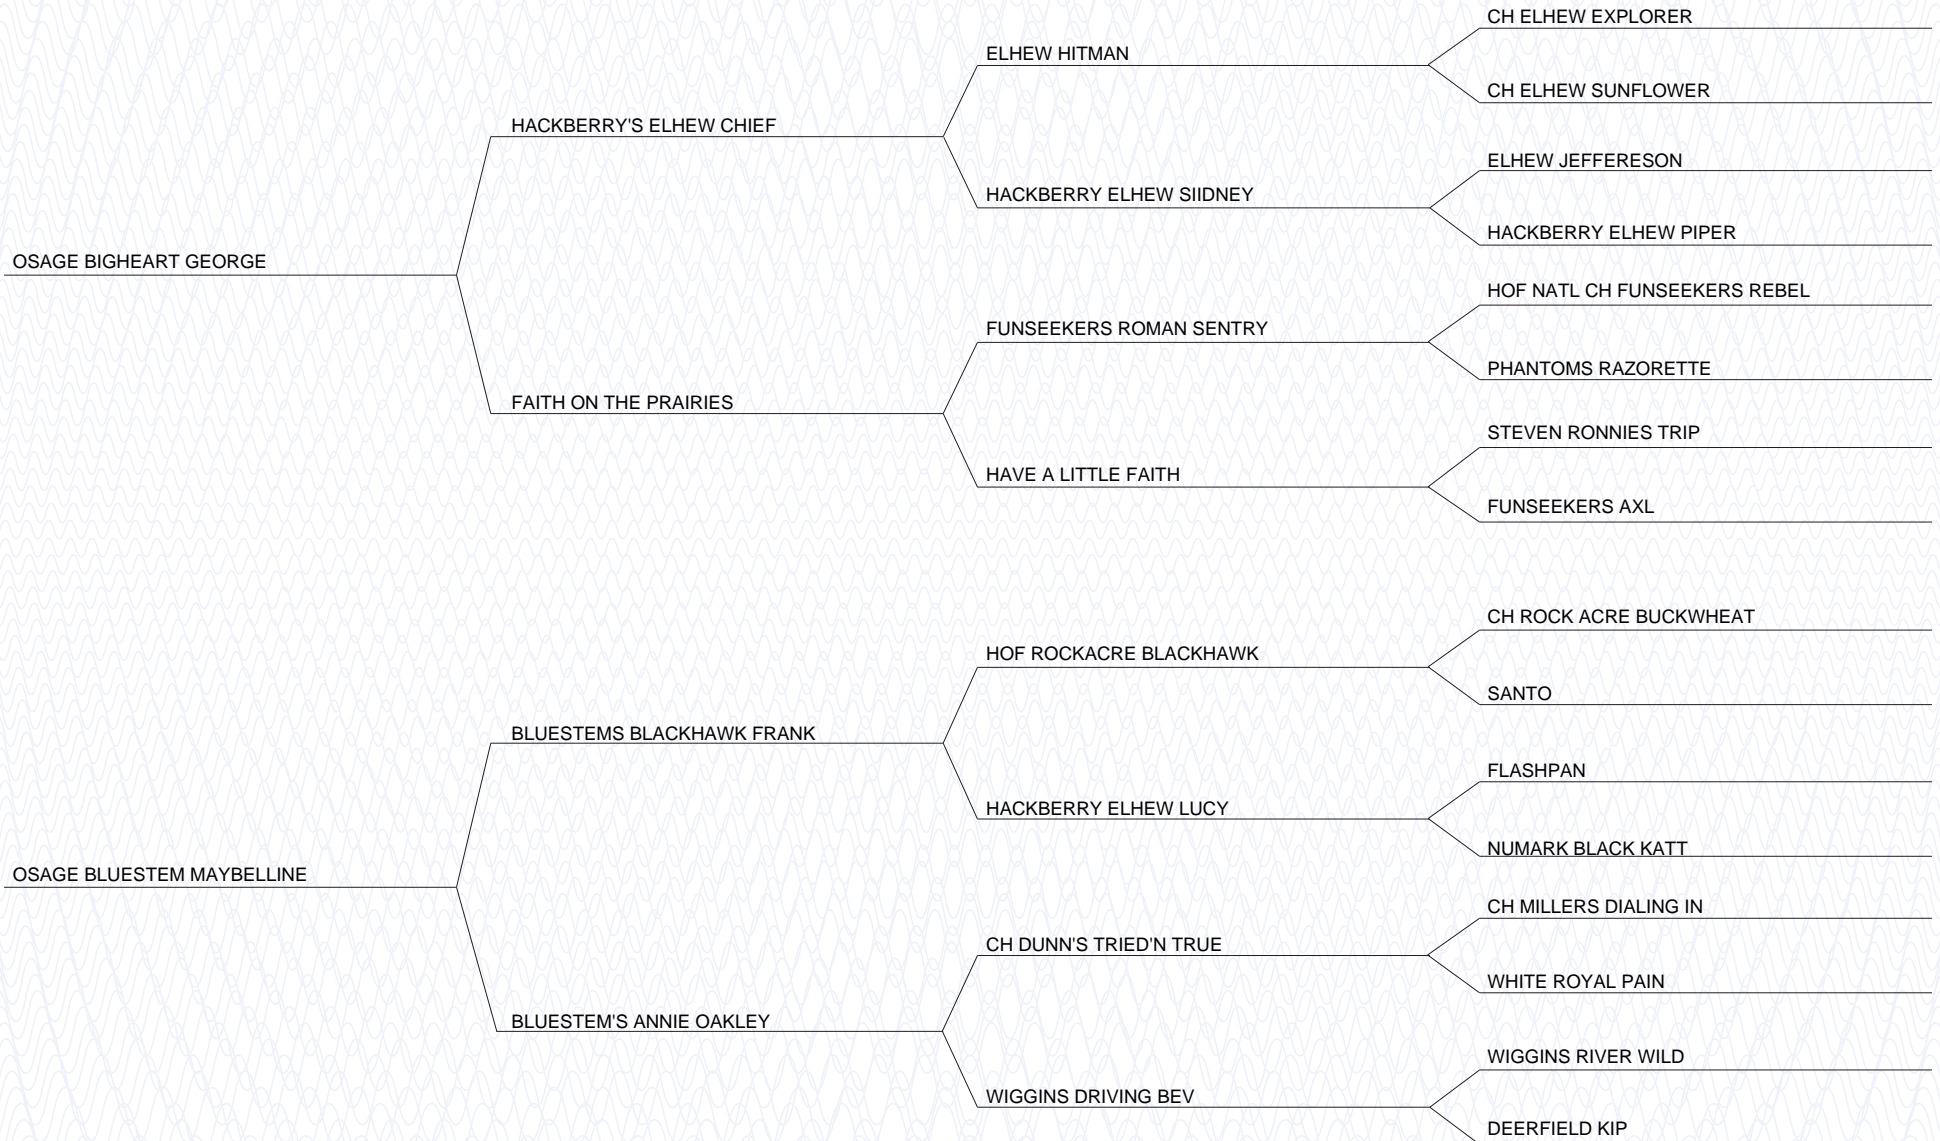 CH ELHEW EXPLORER
ELHEW HITMAN
CH ELHEW SUNFLOWER
HACKBERRY'S ELHEW CHIEF
ELHEW JEFFERESON
HACKBERRY ELHEW SIIDNEY
HACKBERRY ELHEW PIPER
OSAGE BIGHEART GEORGE
HOF NATL CH FUNSEEKERS REBEL
FUNSEEKERS ROMAN SENTRY
PHANTOMS RAZORETTE
FAITH ON THE PRAIRIES
STEVEN RONNIES TRIP
HAVE A LITTLE FAITH
FUNSEEKERS AXL
CH ROCK ACRE BUCKWHEAT
HOF ROCKACRE BLACKHAWK
SANTO
BLUESTEMS BLACKHAWK FRANK
FLASHPAN
HACKBERRY ELHEW LUCY
NUMARK BLACK KATT
OSAGE BLUESTEM MAYBELLINE
CH MILLERS DIALING IN
CH DUNN'S TRIED'N TRUE
WHITE ROYAL PAIN
BLUESTEM'S ANNIE OAKLEY
WIGGINS RIVER WILD
WIGGINS DRIVING BEV
DEERFIELD KIP